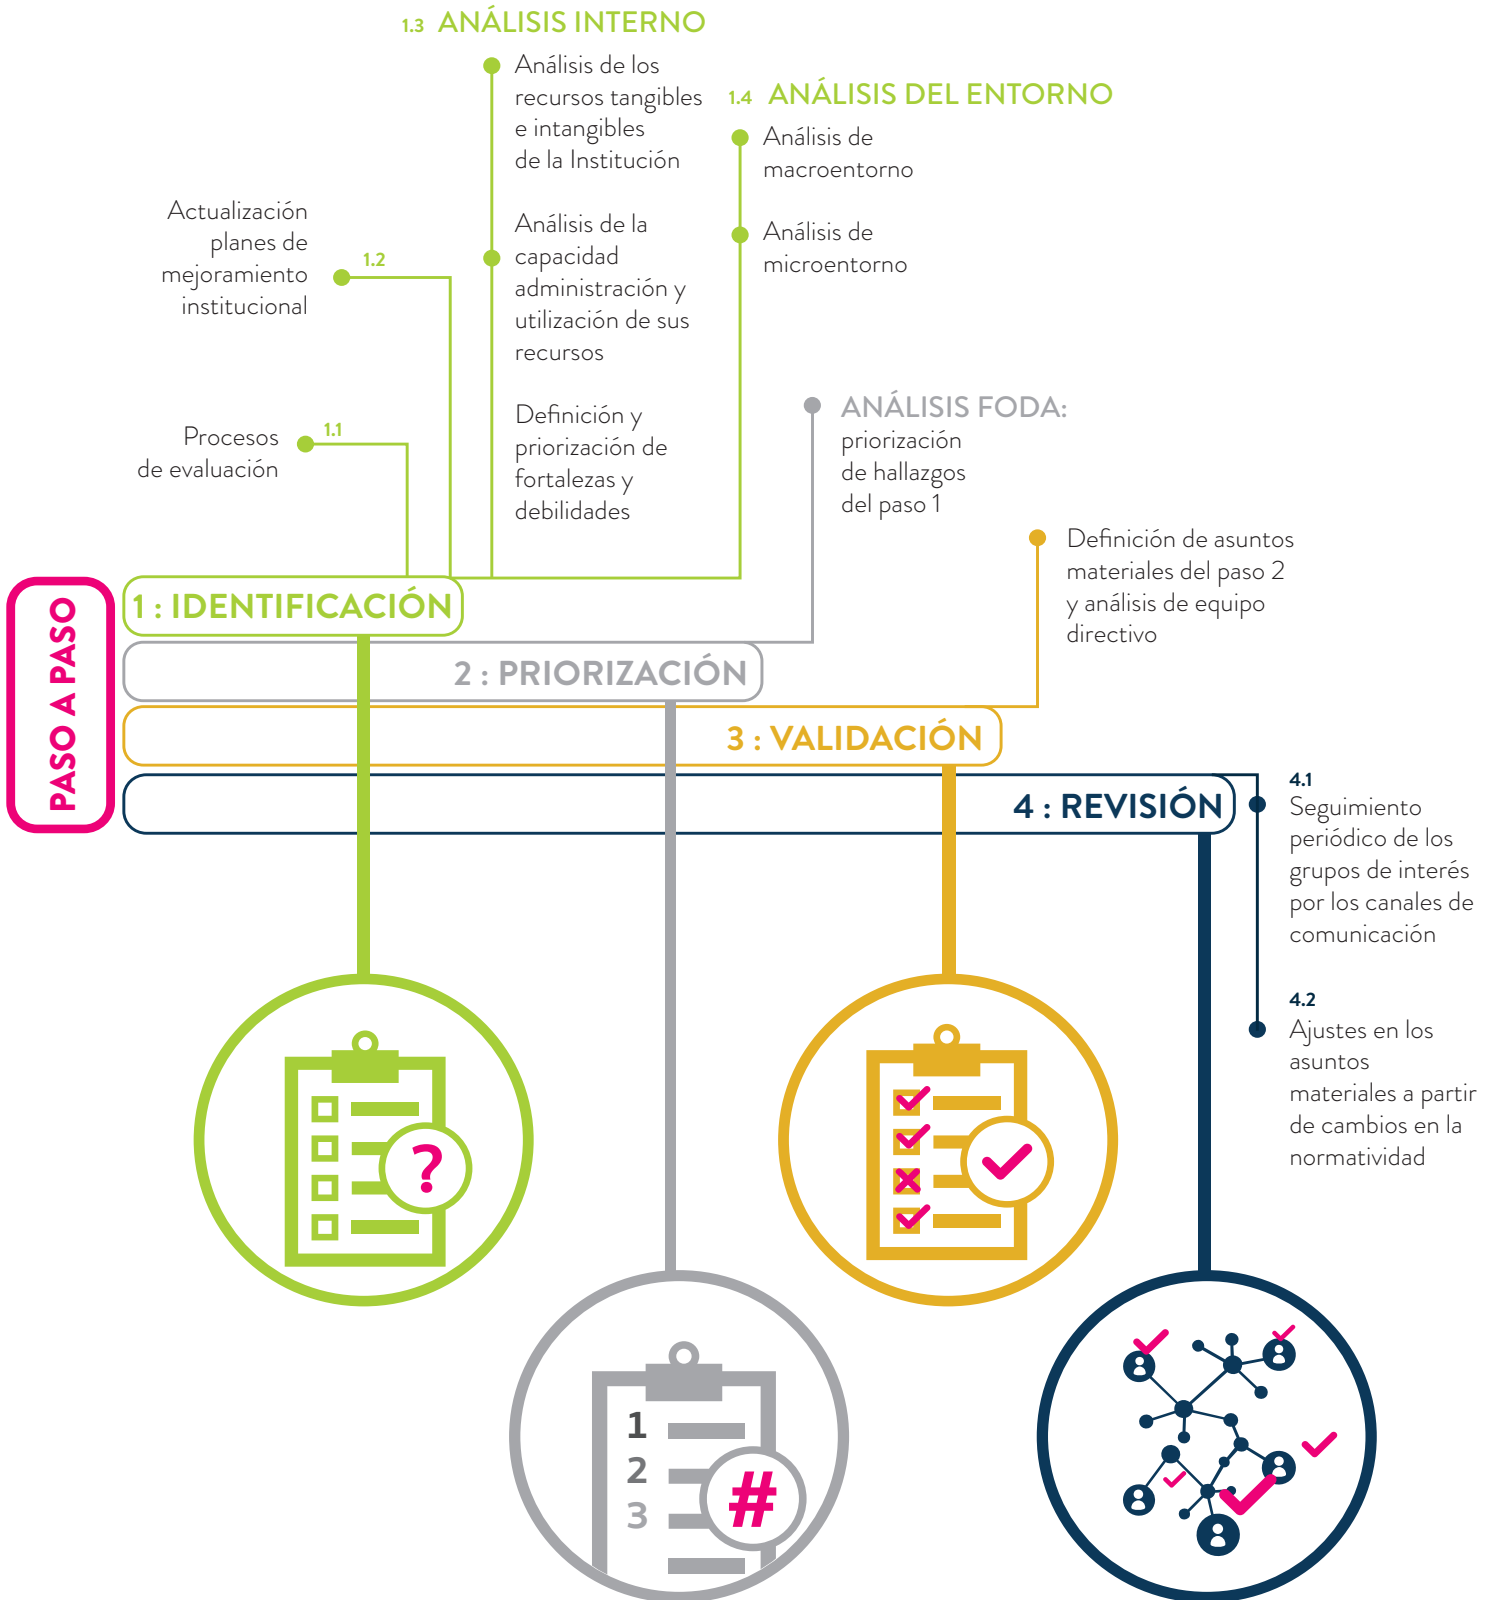 1.3 ANÁLISIS INTERNO
Análisis de los
recursos tangibles
e intangibles
de la Institución
Análisis de la
capacidad
administración y
utilización de sus
recursos
Definición y
priorización de
fortalezas y
debilidades
1.4 ANÁLISIS DEL ENTORNO
Análisis de
macroentorno
Análisis de
microentorno
Actualización
planes de
mejoramiento
institucional
1.2
Procesos
de evaluación
1.1
ANÁLISIS FODA:
priorización
de hallazgos
del paso 1
Definición de asuntos
materiales del paso 2
y análisis de equipo
directivo
PASO A PASO
1 : IDENTIFICACIÓN
2 : PRIORIZACIÓN
3 : VALIDACIÓN
4 : REVISIÓN
4.1
Seguimiento
periódico de los
grupos de interés
por los canales de
comunicación
4.2
Ajustes en los
asuntos
materiales a partir
de cambios en la
normatividad
?
1
2
3
#